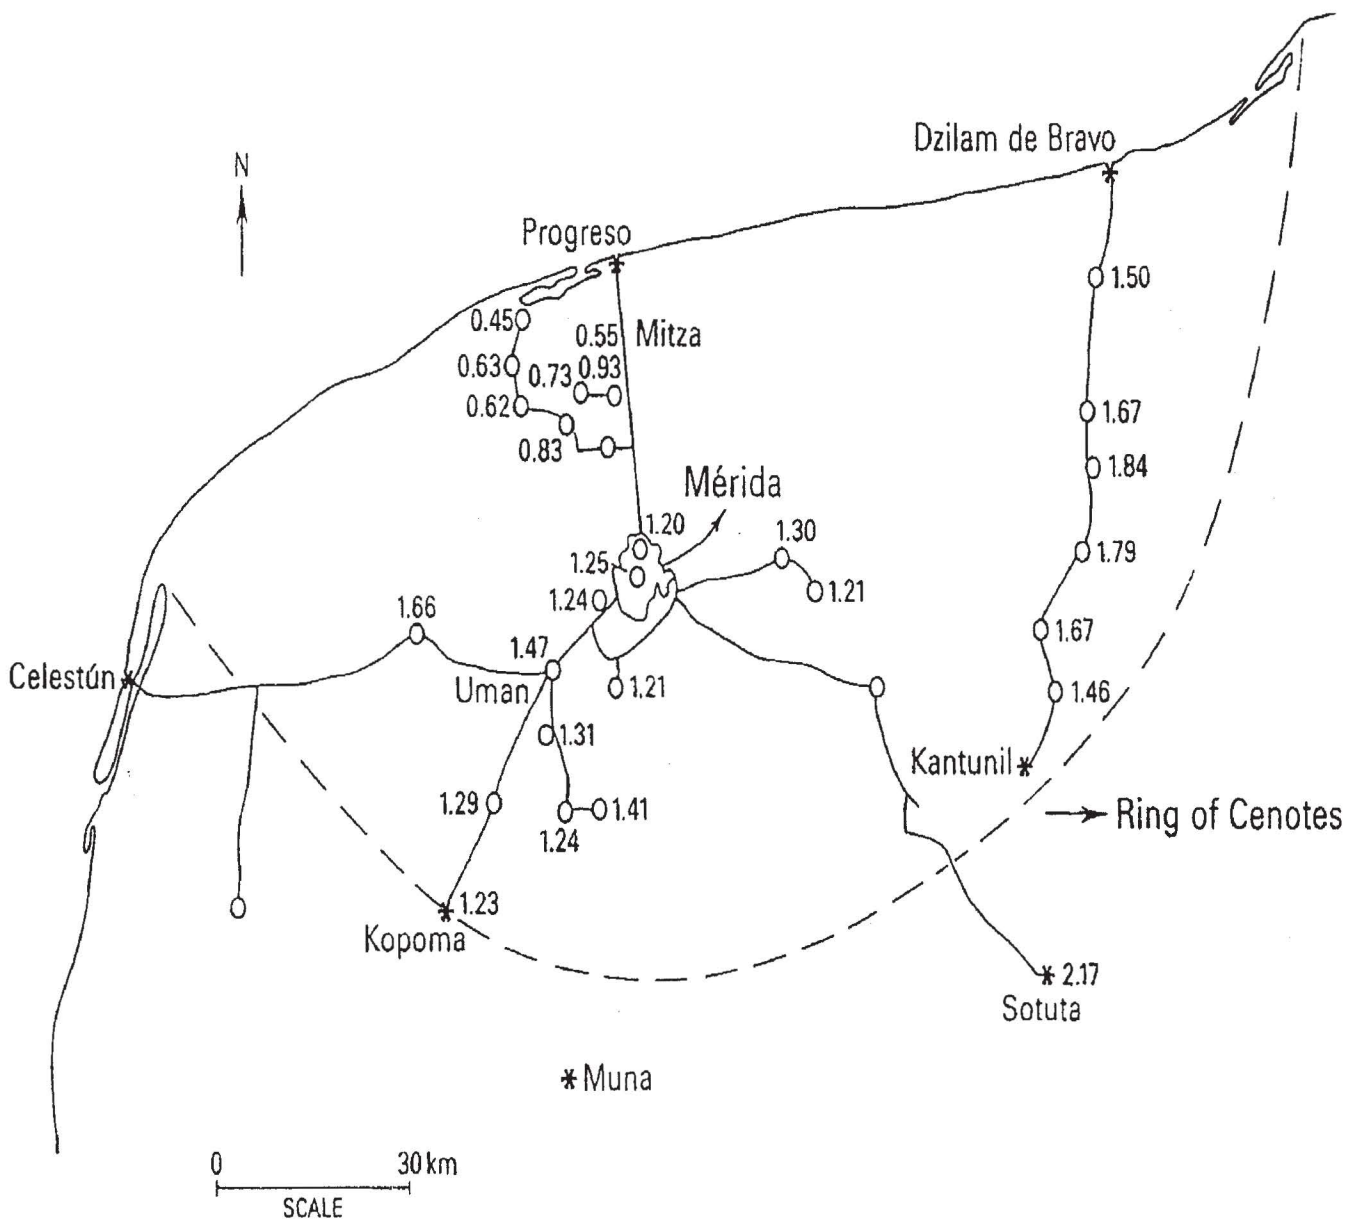 Dzilam de Bravo
N
Progreso
1.50
0.45
0.55 Mitza
0.63
0.73 0.93
0.62
1.67
0.83
1.84
Mérida
1.20
1.30
1.79
1.25
1.21
1.24
1.66
1.67
1.47
Celestún
Uman
1.21
1.46
1.31
Kantunil
1.29
1.41
Ring of Cenotes
1.24
1.23
Kopoma
2.17
Sotuta
Muna
0 30 km
SCALE